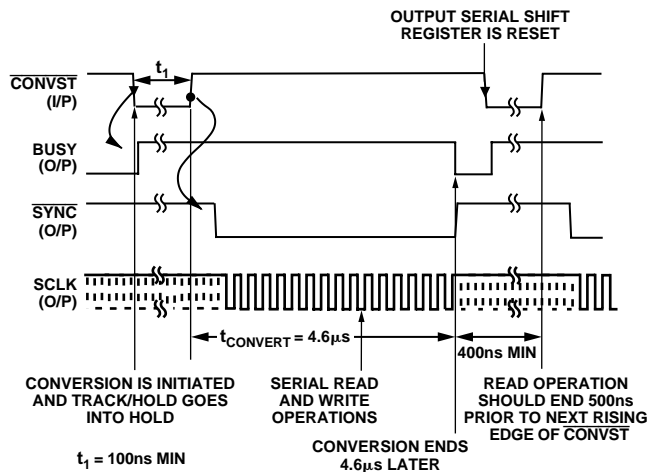 OUTPUT SERIAL SHIFT
REGISTER IS RESET
t1
CONVST
(I/P)
BUSY
(O/P)
SYNC
(O/P)
SCLK
(O/P)
tCONVERT = 4.6μs
400ns MIN
CONVERSION IS INITIATED
AND TRACK/HOLD GOES
INTO HOLD
SERIAL READ
AND WRITE
OPERATIONS
READ OPERATION
SHOULD END 500ns
PRIOR TO NEXT RISING
EDGE OF CONVST
t1 = 100ns MIN
CONVERSION ENDS
4.6μs LATER